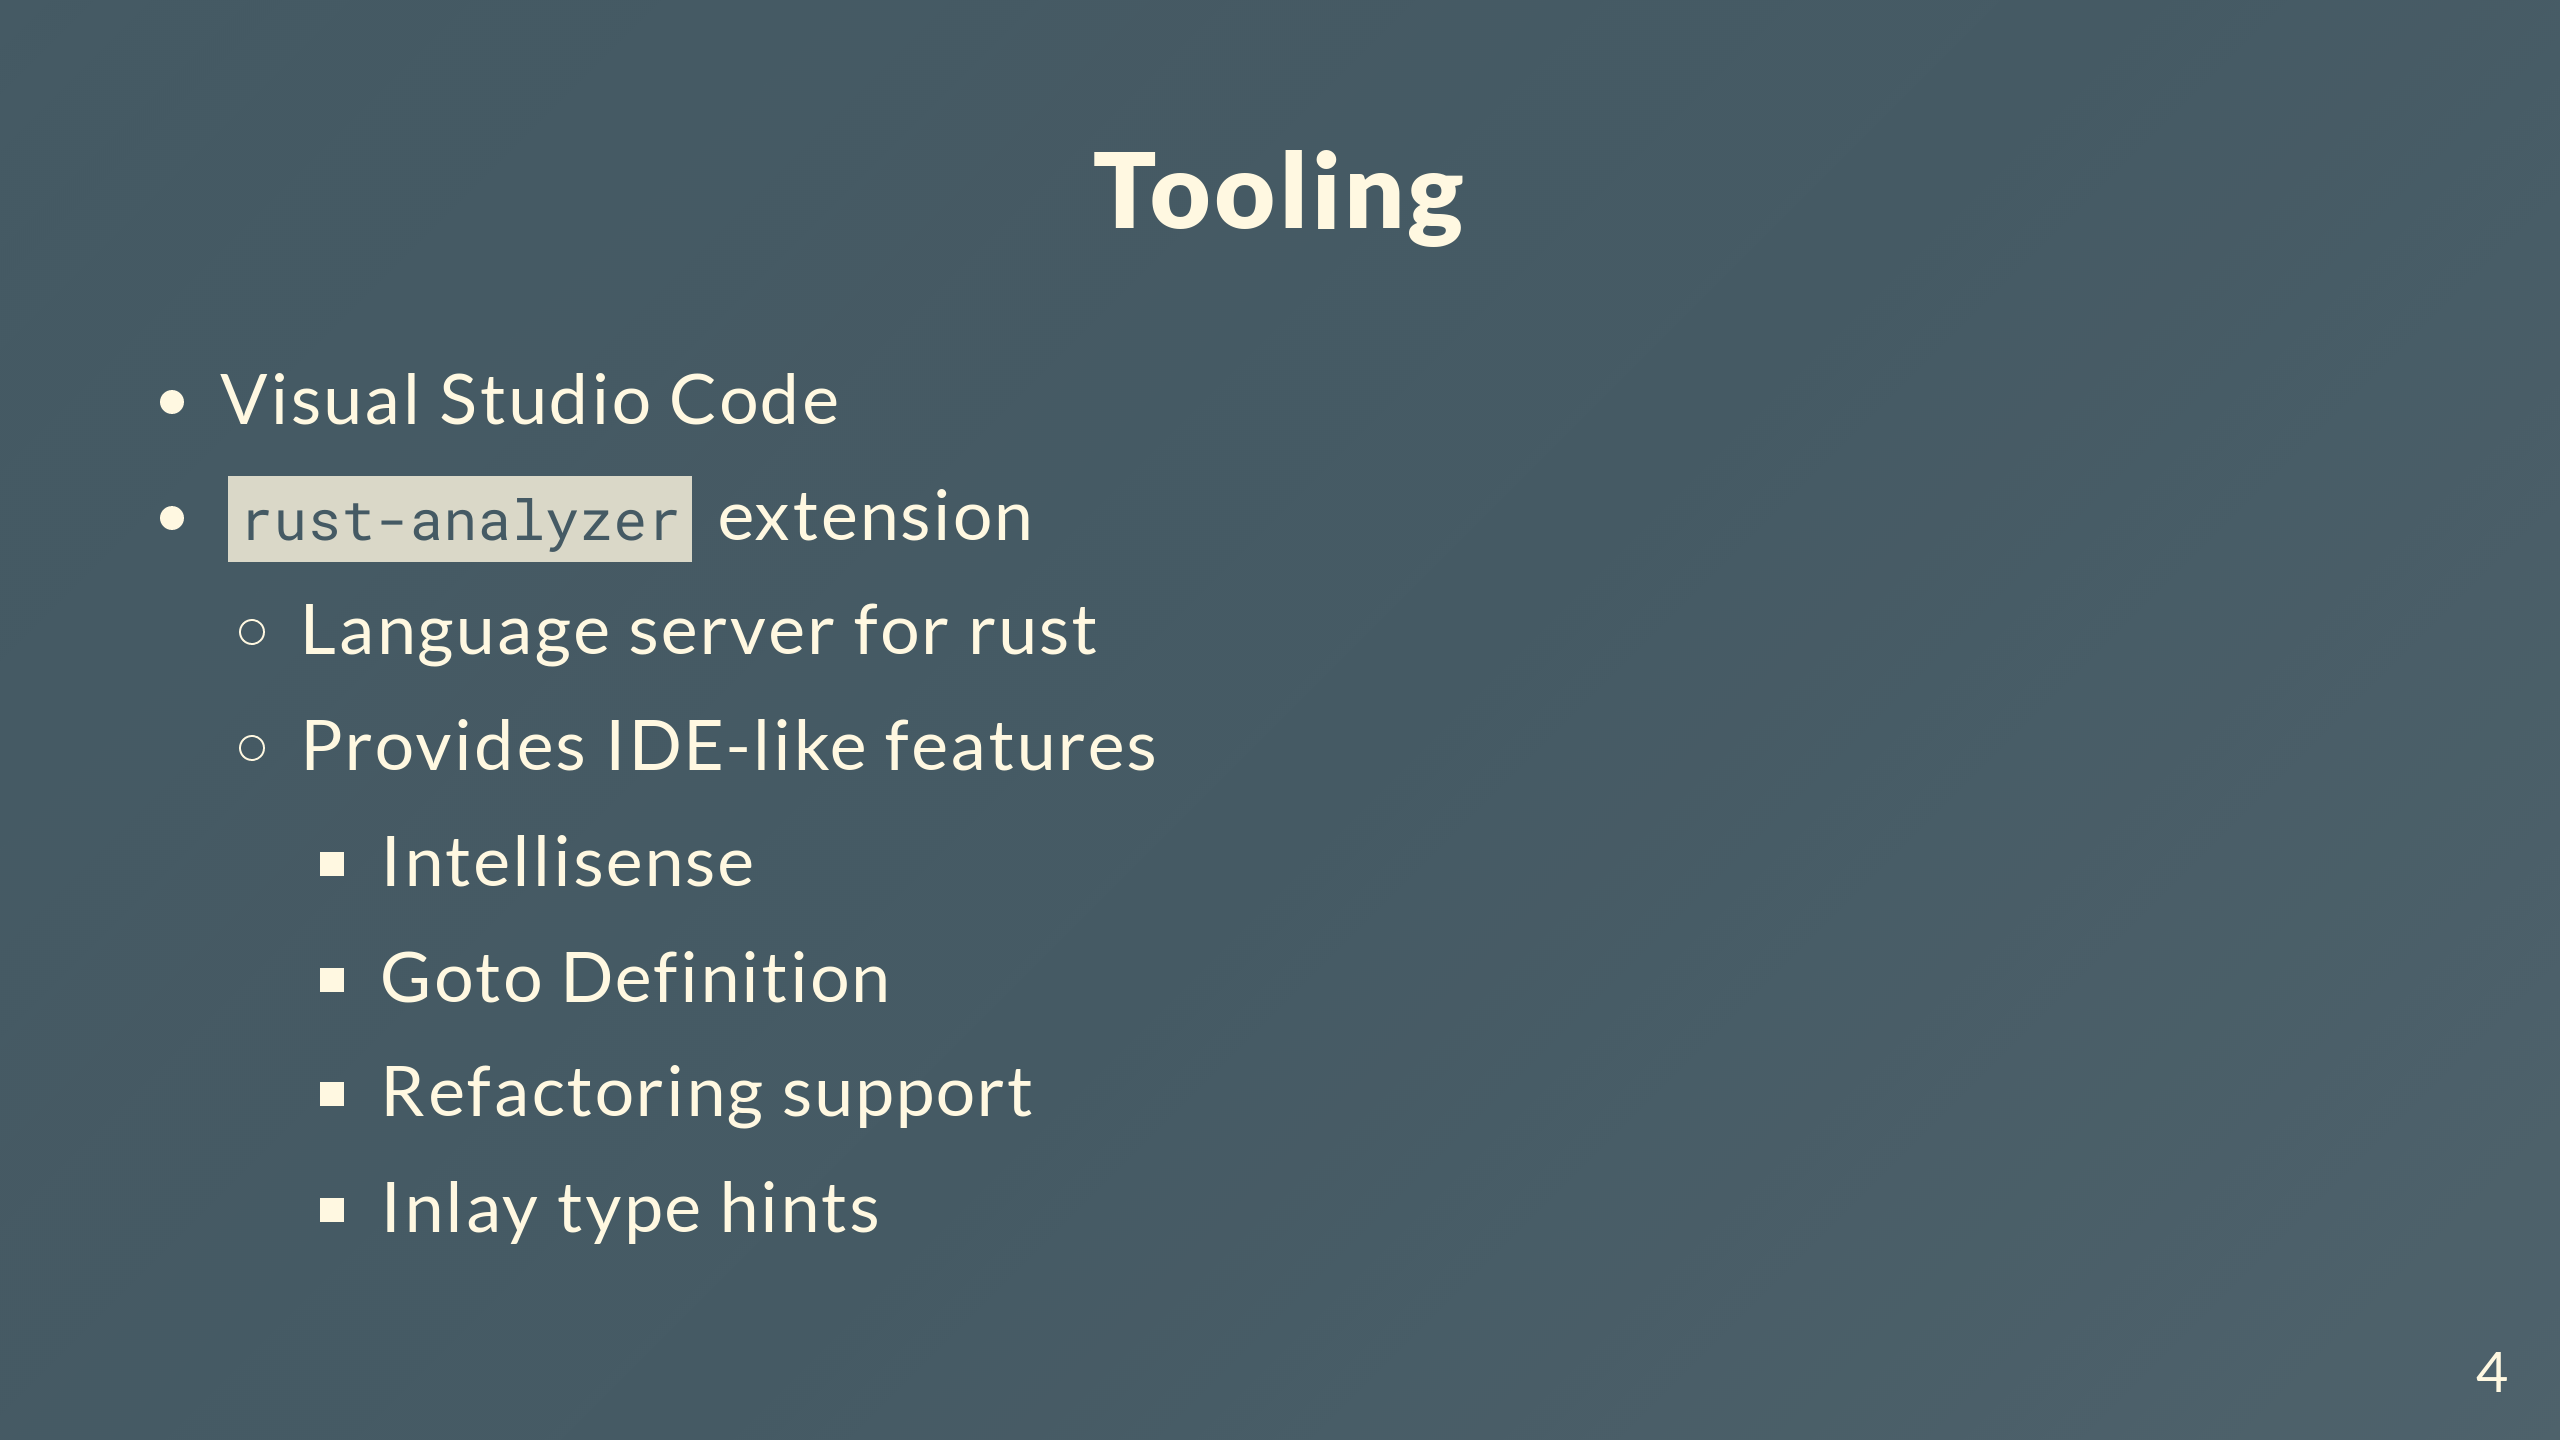 Tooling
Visual Studio Code
rust-analyzer extension
Language server for rust
Provides IDE-like features
Intellisense
Goto Definition
Refactoring support
Inlay type hints
4